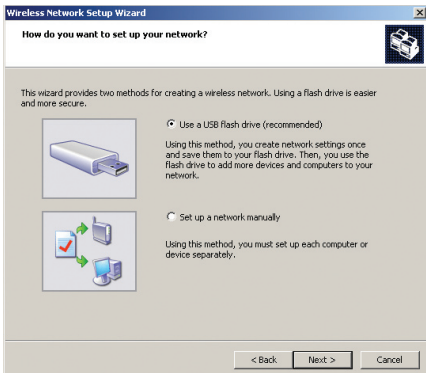 Wireless Network Setup Wizard
How do you want to set up your network?
This wizard provides two methods for creating a wireless network. Using a flash drive is easier
and more secure.
Use a USB flash drive (recommended)
Using this method, you create network settings once
and save them to your flash drive. Then, you use the
flash drive to add more devices and computers to your
network.
Set up a network manually
Using this method, you must set up each computer or
device separately.
< Back
Next >
Cancel